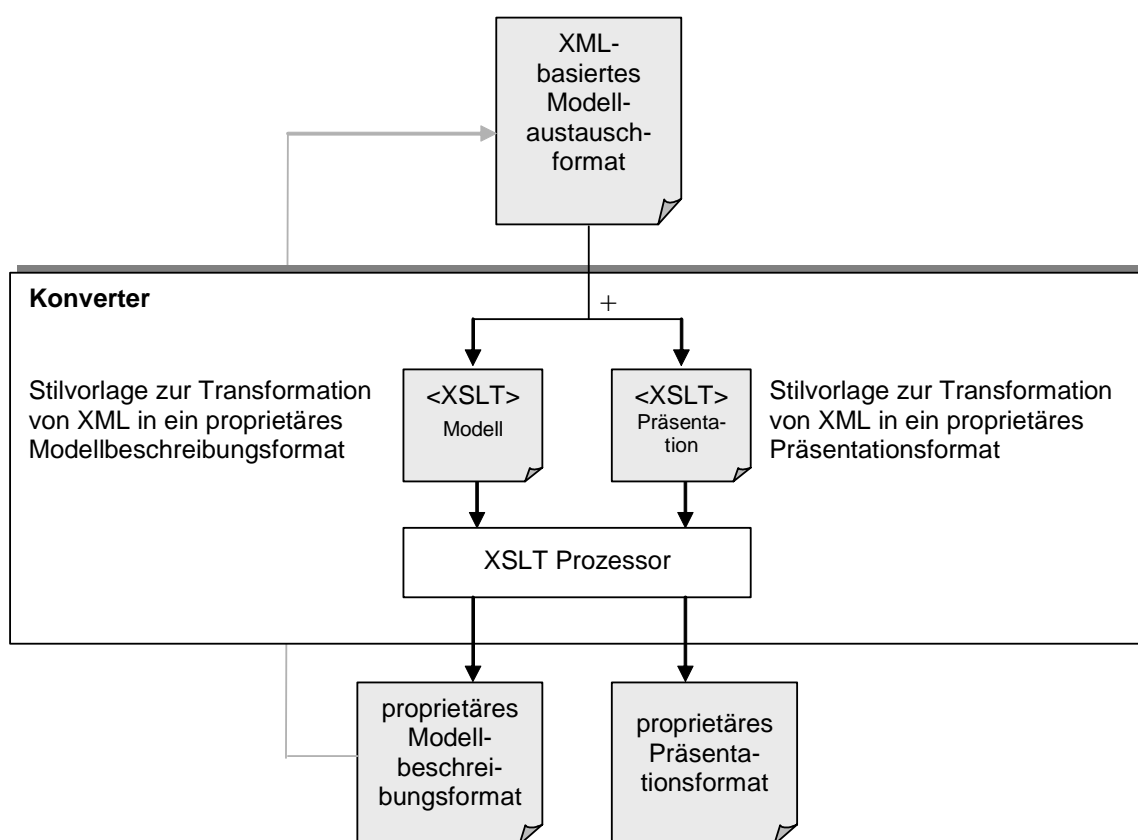 XML-
basiertes
Modell-
austausch-
format
Konverter
+
Stilvorlage zur Transformation
von XML in ein proprietäres
Modellbeschreibungsformat
<XSLT>
Modell
<XSLT>
Präsenta-
tion
Stilvorlage zur Transformation
von XML in ein proprietäres
Präsentationsformat
XSLT Prozessor
proprietäres
Modell-
beschrei-
bungsformat
proprietäres
Präsenta-
tionsformat